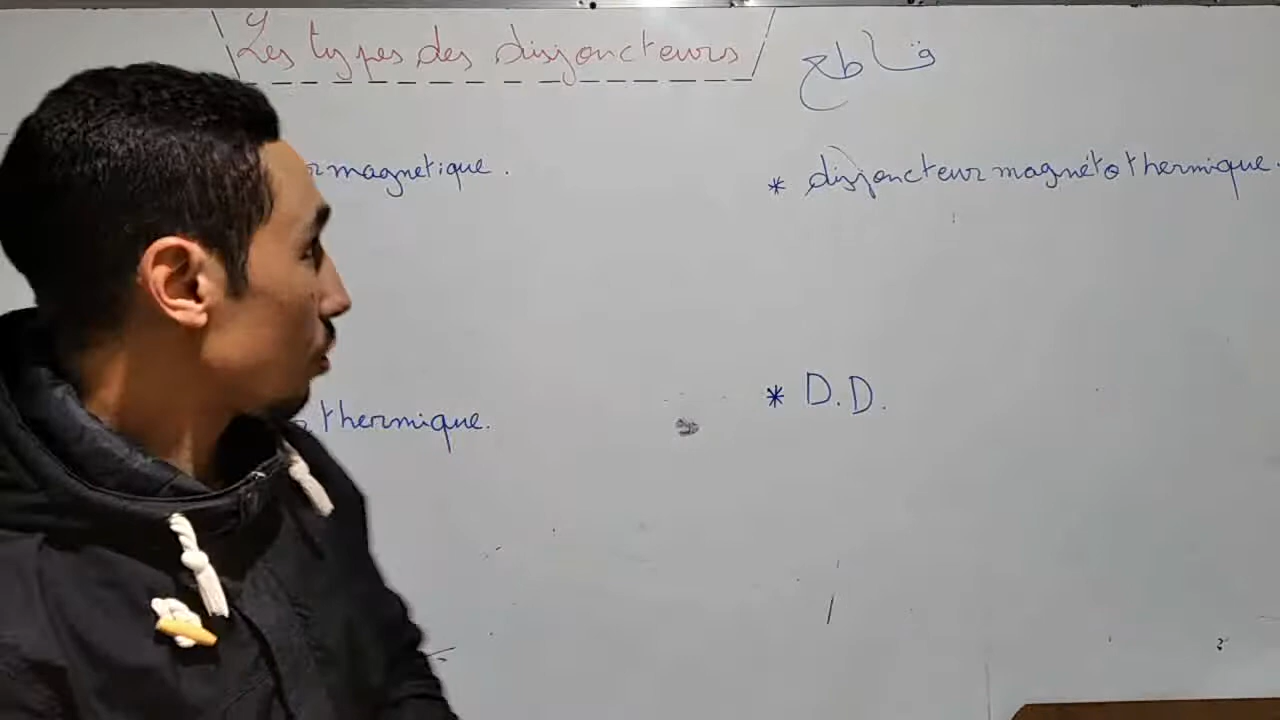 Les types des disjoncteurs
قاطع
magnetique.
* disjoncteur magnéto thermique.
thermique.
* D.D.